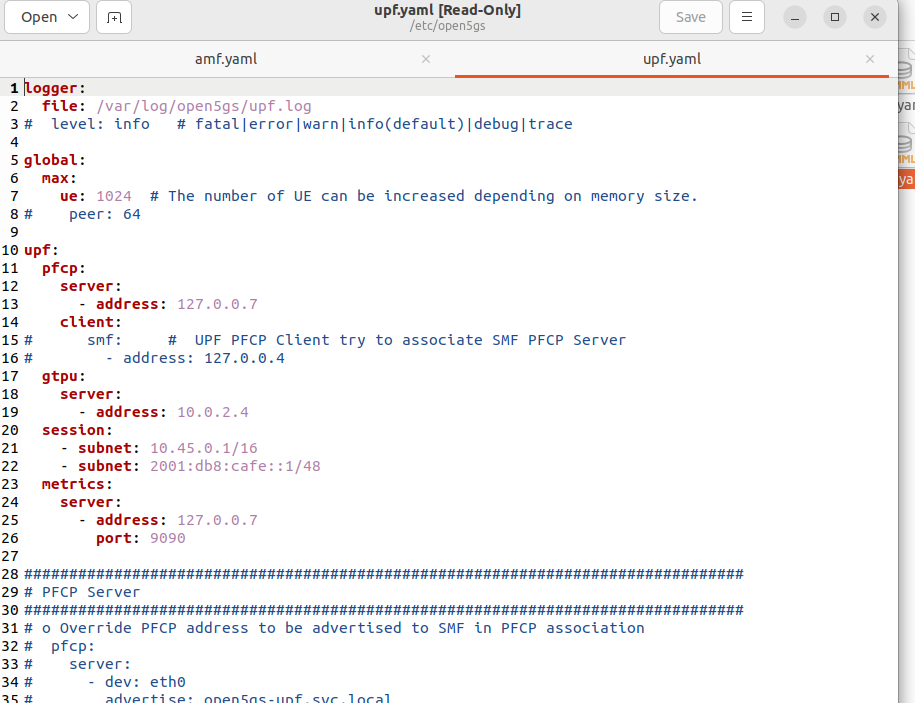 Open
upf.yaml [Read-Only]
/etc/open5gs
Save
amf.yaml
upf.yaml
1 logger:
2   file: /var/log/open5gs/upf.log
3 #  level: info   # fatal|error|warn|info(default)|debug|trace
4
5 global:
6   max:
7     ue: 1024  # The number of UE can be increased depending on memory size.
8 #    peer: 64
9
10 upf:
11   pfcp:
12     server:
13       - address: 127.0.0.7
14     client:
15 #      smf:     #  UPF PFCP Client try to associate SMF PFCP Server
16 #        - address: 127.0.0.4
17   gtpu:
18     server:
19       - address: 10.0.2.4
20   session:
21     - subnet: 10.45.0.1/16
22     - subnet: 2001:db8:cafe::1/48
23   metrics:
24     server:
25       - address: 127.0.0.7
26         port: 9090
27
28 ################################################################################
29 # PFCP Server
30 ################################################################################
31 # o Override PFCP address to be advertised to SMF in PFCP association
32 #  pfcp:
33 #    server:
34 #      - dev: eth0
35 #        advertise: open5gs-upf.svc.local